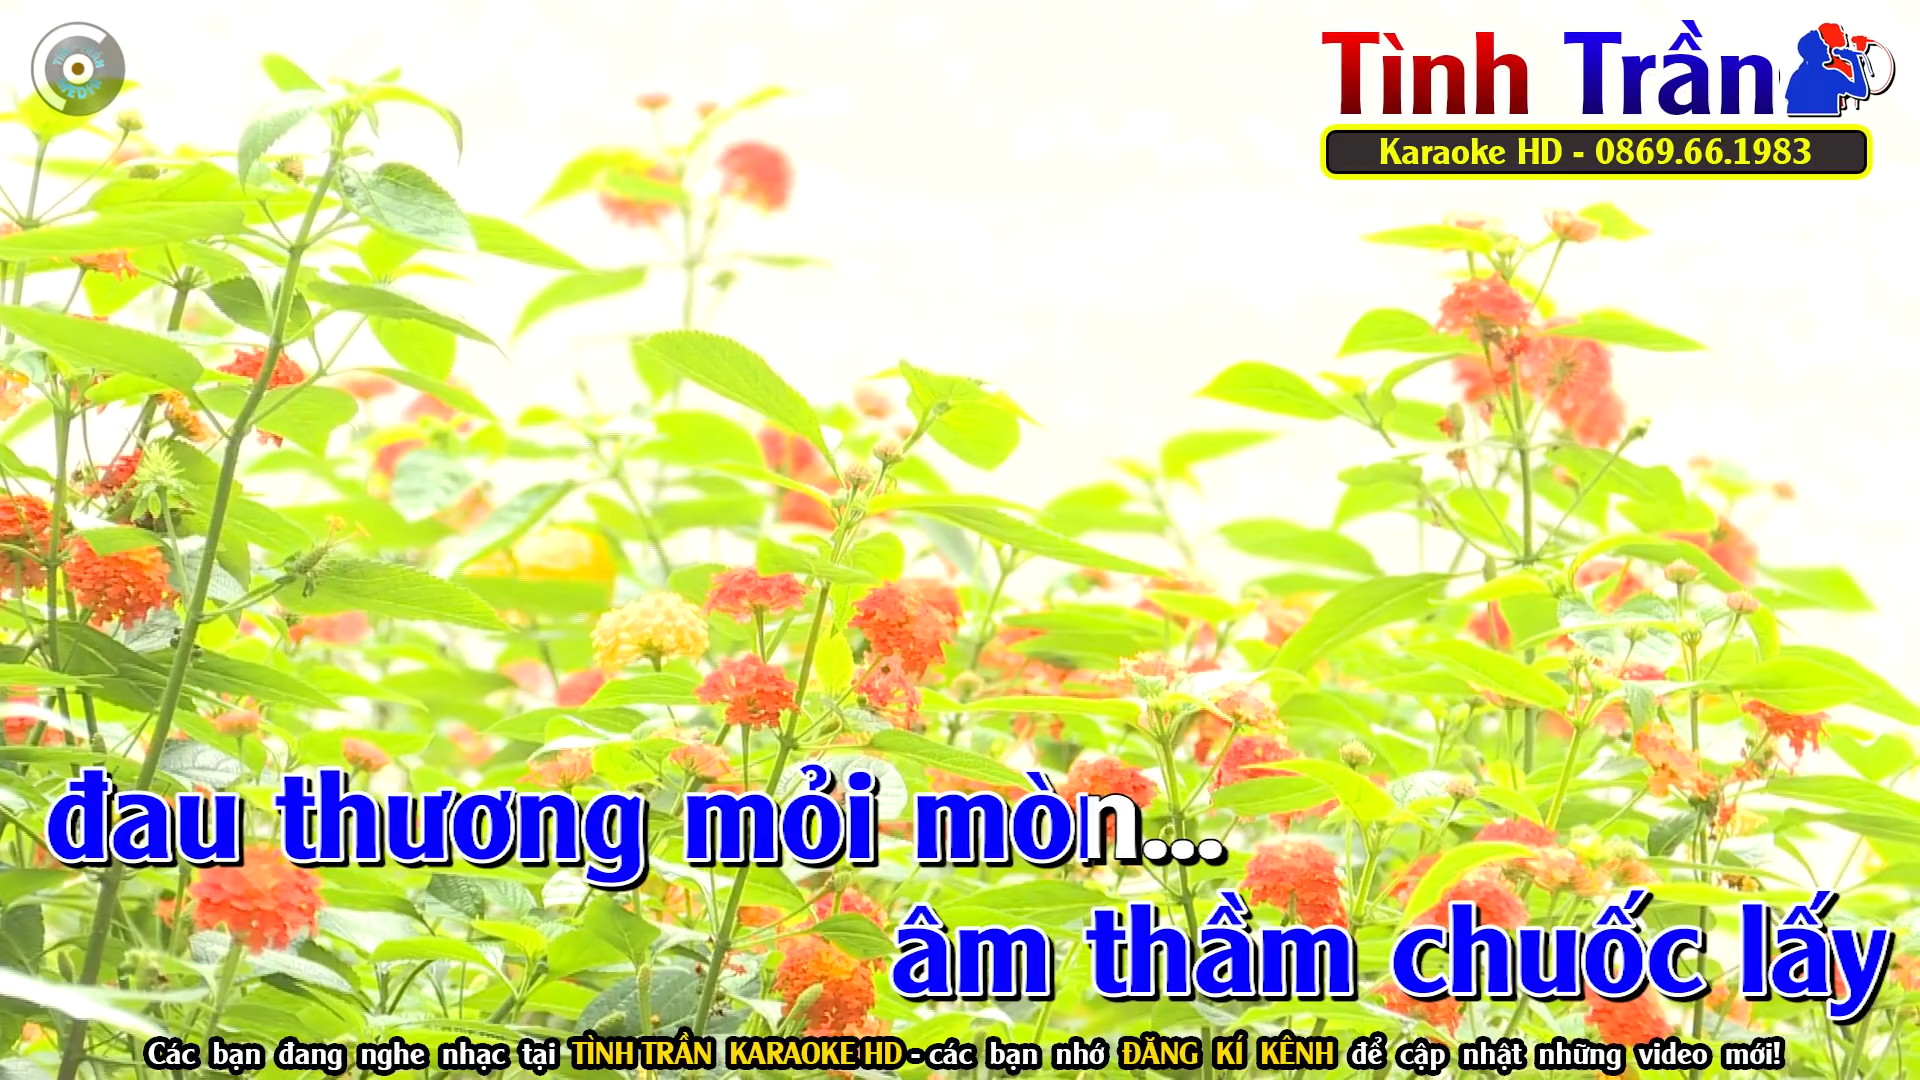 Tình Trần
Karaoke HD - 0869.66.1983
đau thương mỏi mòn...
âm thầm chuốc lấy
Các bạn đang nghe nhạc tại TÌNH TRẦN KARAOKE HD - các bạn nhớ ĐĂNG KÍ KÊNH để cập nhật những video mới!